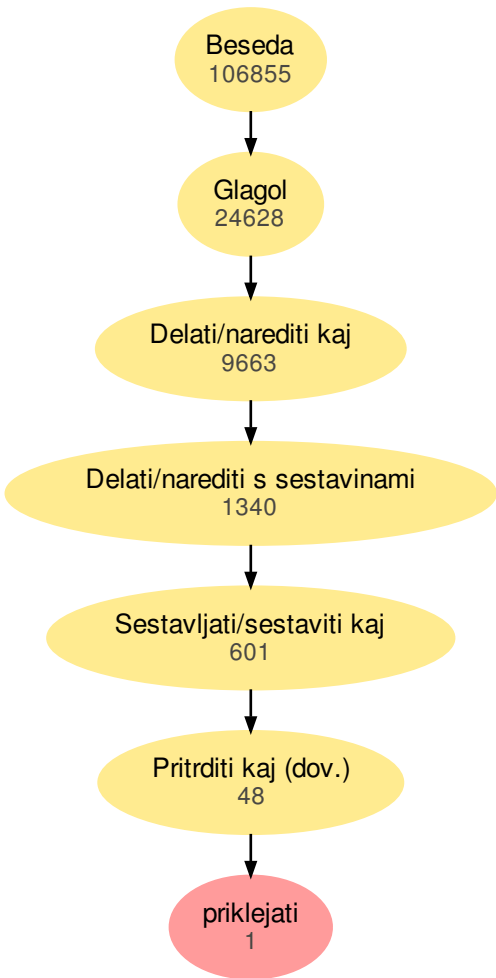 Beseda
106855
Glagol
24628
Delati/narediti kaj
9663
Delati/narediti s sestavinami
1340
Sestavljati/sestaviti kaj
601
Pritrditi kaj (dov.)
48
priklejati
1